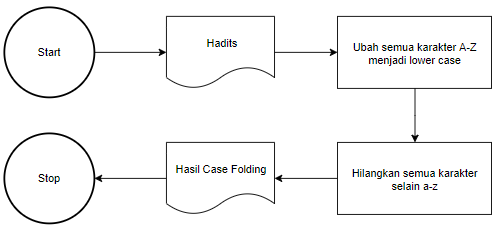 Start
Hadits
Ubah semua karakter A-Z
menjadi lower case
Hilangkan semua karakter
selain a-z
Hasil Case Folding
Stop